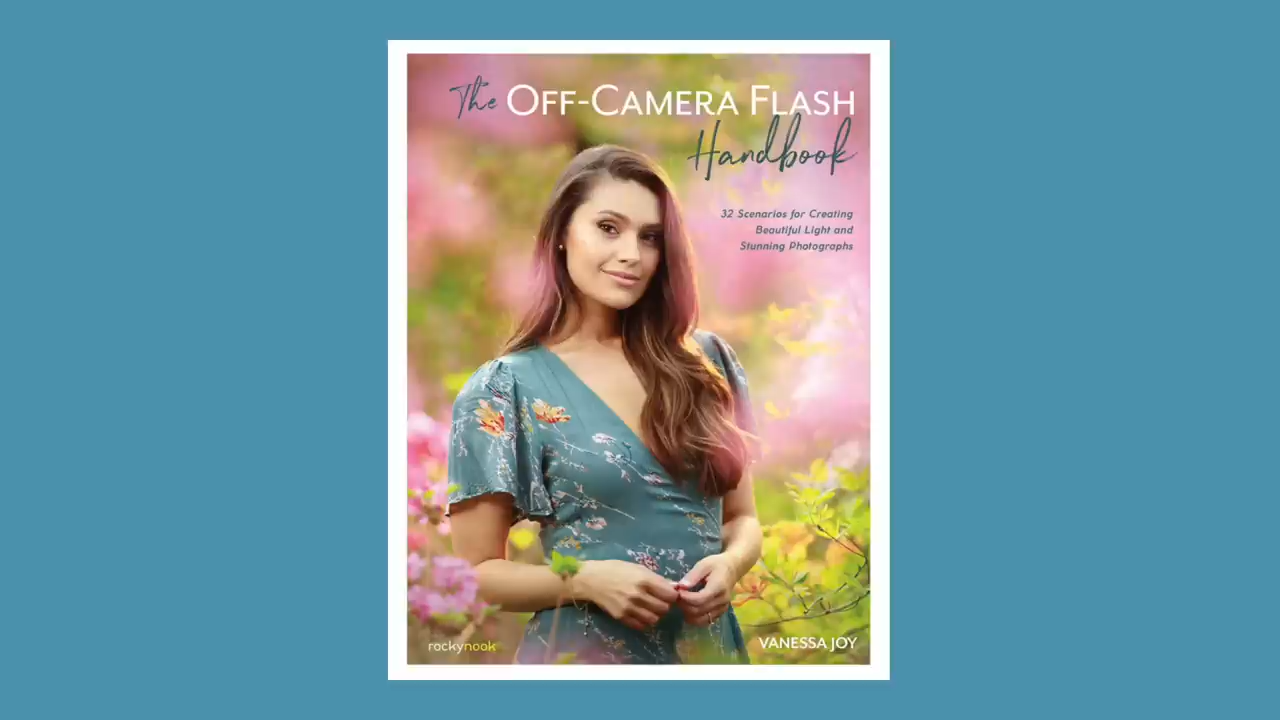 The OFF-CAMERA FLASH
Handbook
32 Scenarios for Creating
Beautiful Light and
Stunning Photographs
rockynook
VANESSA JOY